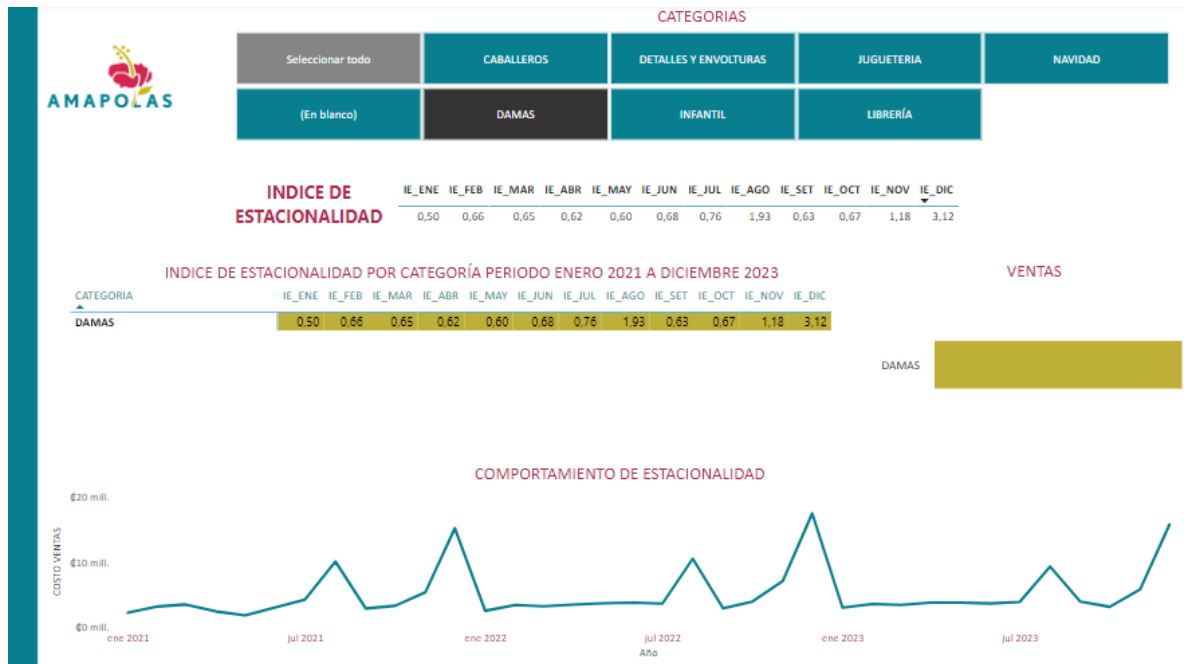 CATEGORIAS
AMAPOLAS
Seleccionar todo CABALLEROS DETALLES Y ENVOLTURAS JUGUETERIA NAVIDAD
(En blanco) DAMAS INFANTIL LIBRERÍA
INDICE DE
ESTACIONALIDAD
IE_ENE IE_FEB IE_MAR IE_ABR IE_MAY IE_JUN IE_JUL IE_AGO IE_SET IE_OCT IE_NOV IE_DIC
0,50 0,66 0,65 0,62 0,60 0,68 0,76 1,93 0,63 0,67 1,18 3,12
INDICE DE ESTACIONALIDAD POR CATEGORÍA PERIODO ENERO 2021 A DICIEMBRE 2023
CATEGORIA IE_ENE IE_FEB IE_MAR IE_ABR IE_MAY IE_JUN IE_JUL IE_AGO IE_SET IE_OCT IE_NOV IE_DIC
DAMAS 0,50 0,66 0,65 0,62 0,60 0,68 0,76 1,93 0,63 0,67 1,18 3,12
VENTAS
DAMAS
COMPORTAMIENTO DE ESTACIONALIDAD
COSTO VENTAS
₡20 mill.
₡10 mill.
₡0 mill.
ene 2021 jul 2021 ene 2022 jul 2022 ene 2023 jul 2023
Año